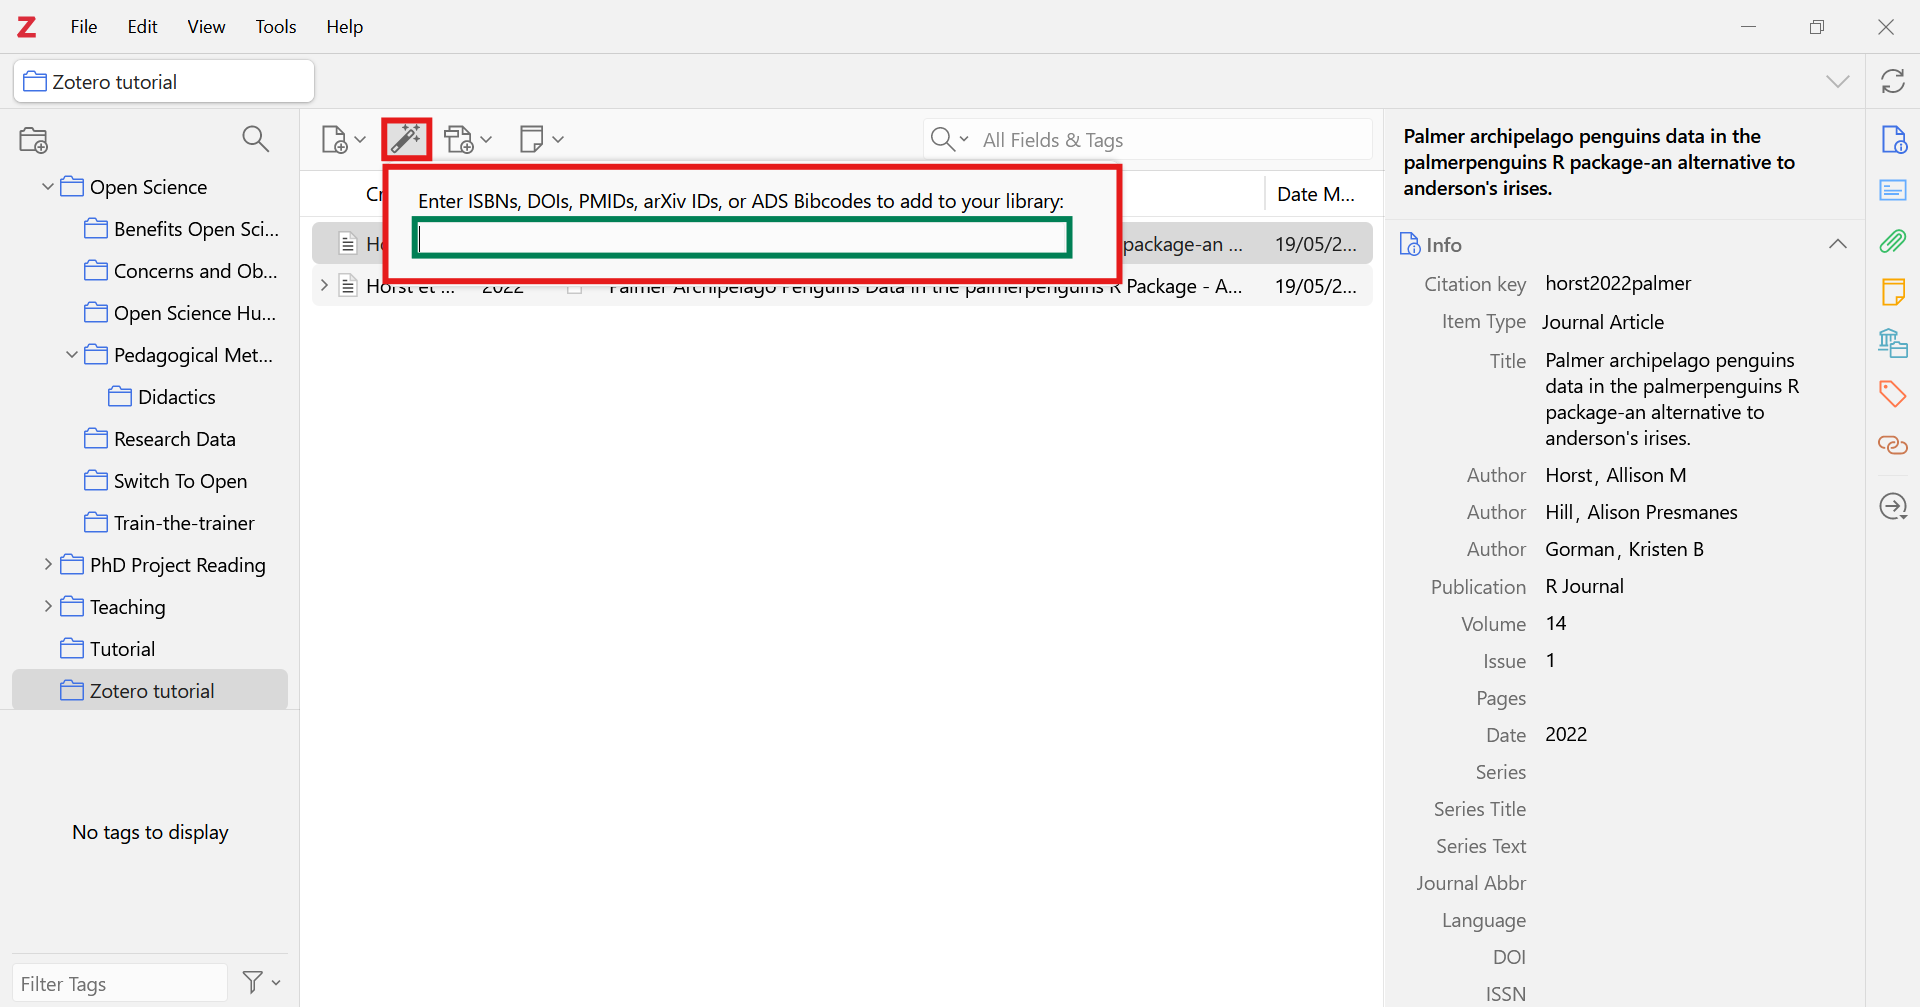 Z File Edit View Tools Help
Zotero tutorial
Open Science
Benefits Open Sci...
Concerns and Ob...
Open Science Hu...
Pedagogical Met...
Didactics
Research Data
Switch To Open
Train-the-trainer
PhD Project Reading
Teaching
Tutorial
Zotero tutorial
No tags to display
Filter Tags
All Fields & Tags
Date M...
Enter ISBNs, DOIs, PMIDs, arXiv IDs, or ADS Bibcodes to add to your library:
package-an ... 19/05/2...
Horst et ... 2022 Palmer Archipelago Penguins Data in the palmerpenguins R Package - A... 19/05/2...
Palmer archipelago penguins data in the
palmerpenguins R package-an alternative to
anderson's irises.
Info
Citation key horst2022palmer
Item Type Journal Article
Title Palmer archipelago penguins
data in the palmerpenguins R
package-an alternative to
anderson's irises.
Author Horst, Allison M
Author Hill, Alison Presmanes
Author Gorman, Kristen B
Publication R Journal
Volume 14
Issue 1
Pages
Date 2022
Series
Series Title
Series Text
Journal Abbr
Language
DOI
ISSN